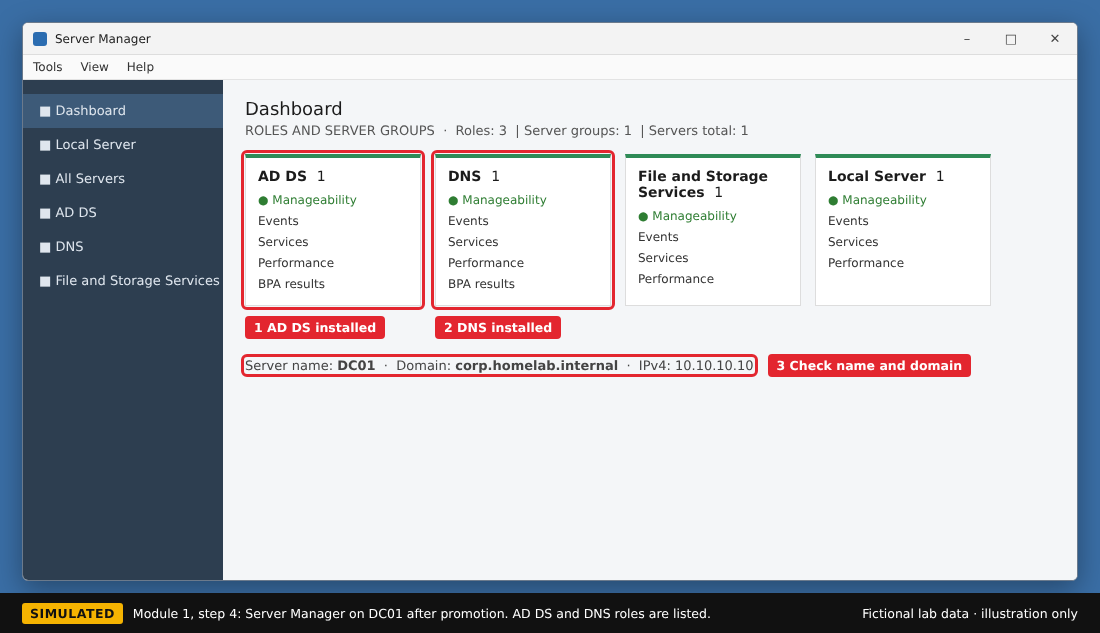 Server Manager
Tools View Help
Dashboard
Local Server
All Servers
AD DS
DNS
File and Storage Services
Dashboard
ROLES AND SERVER GROUPS · Roles: 3 | Server groups: 1 | Servers total: 1
AD DS 1
● Manageability
Events
Services
Performance
BPA results
DNS 1
● Manageability
Events
Services
Performance
BPA results
File and Storage
Services 1
● Manageability
Events
Services
Performance
Local Server 1
● Manageability
Events
Services
Performance
1 AD DS installed
2 DNS installed
Server name: DC01 · Domain: corp.homelab.internal · IPv4: 10.10.10.10
3 Check name and domain
SIMULATED
Module 1, step 4: Server Manager on DC01 after promotion. AD DS and DNS roles are listed.
Fictional lab data · illustration only